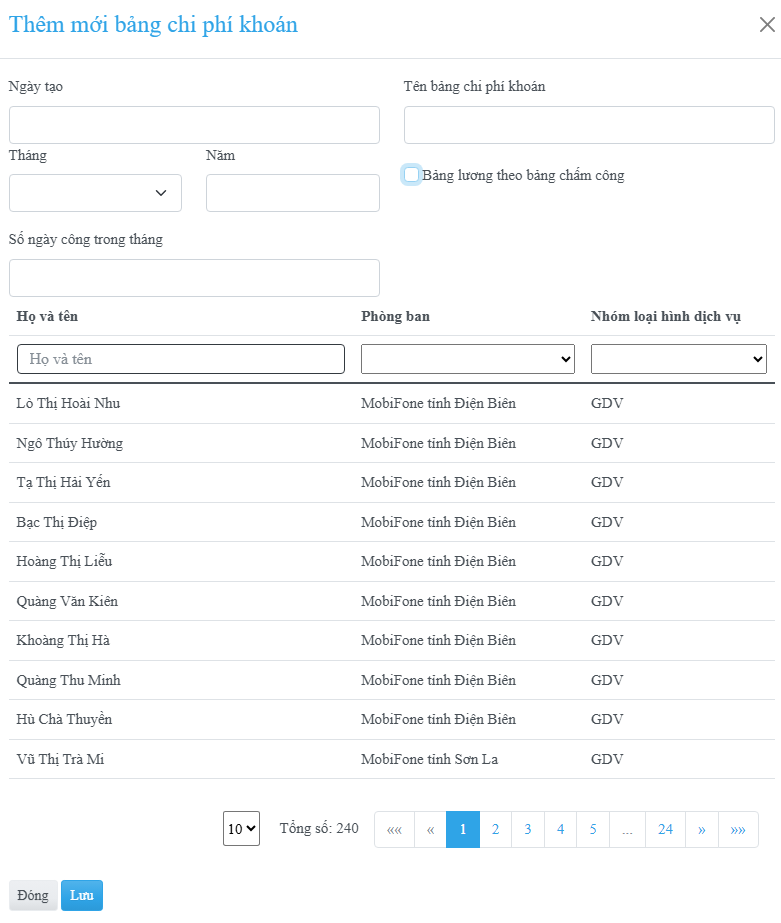 Thêm mới bảng chi phí khoán
Ngày tạo
Tên bảng chi phí khoán
Tháng
Năm
Bảng lương theo bảng chấm công
Số ngày công trong tháng
Họ và tên Phòng ban Nhóm loại hình dịch vụ
Họ và tên
Lò Thị Hoài Nhu MobiFone tỉnh Điện Biên GDV
Ngô Thúy Hường MobiFone tỉnh Điện Biên GDV
Tạ Thị Hải Yến MobiFone tỉnh Điện Biên GDV
Bạc Thị Điệp MobiFone tỉnh Điện Biên GDV
Hoàng Thị Liễu MobiFone tỉnh Điện Biên GDV
Quàng Văn Kiên MobiFone tỉnh Điện Biên GDV
Khoàng Thị Hà MobiFone tỉnh Điện Biên GDV
Quàng Thu Minh MobiFone tỉnh Điện Biên GDV
Hù Chà Thuyền MobiFone tỉnh Điện Biên GDV
Vũ Thị Trà Mi MobiFone tỉnh Sơn La GDV
10 Tổng số: 240 «« « 1 2 3 4 5 ... 24 » »»
Đóng Lưu